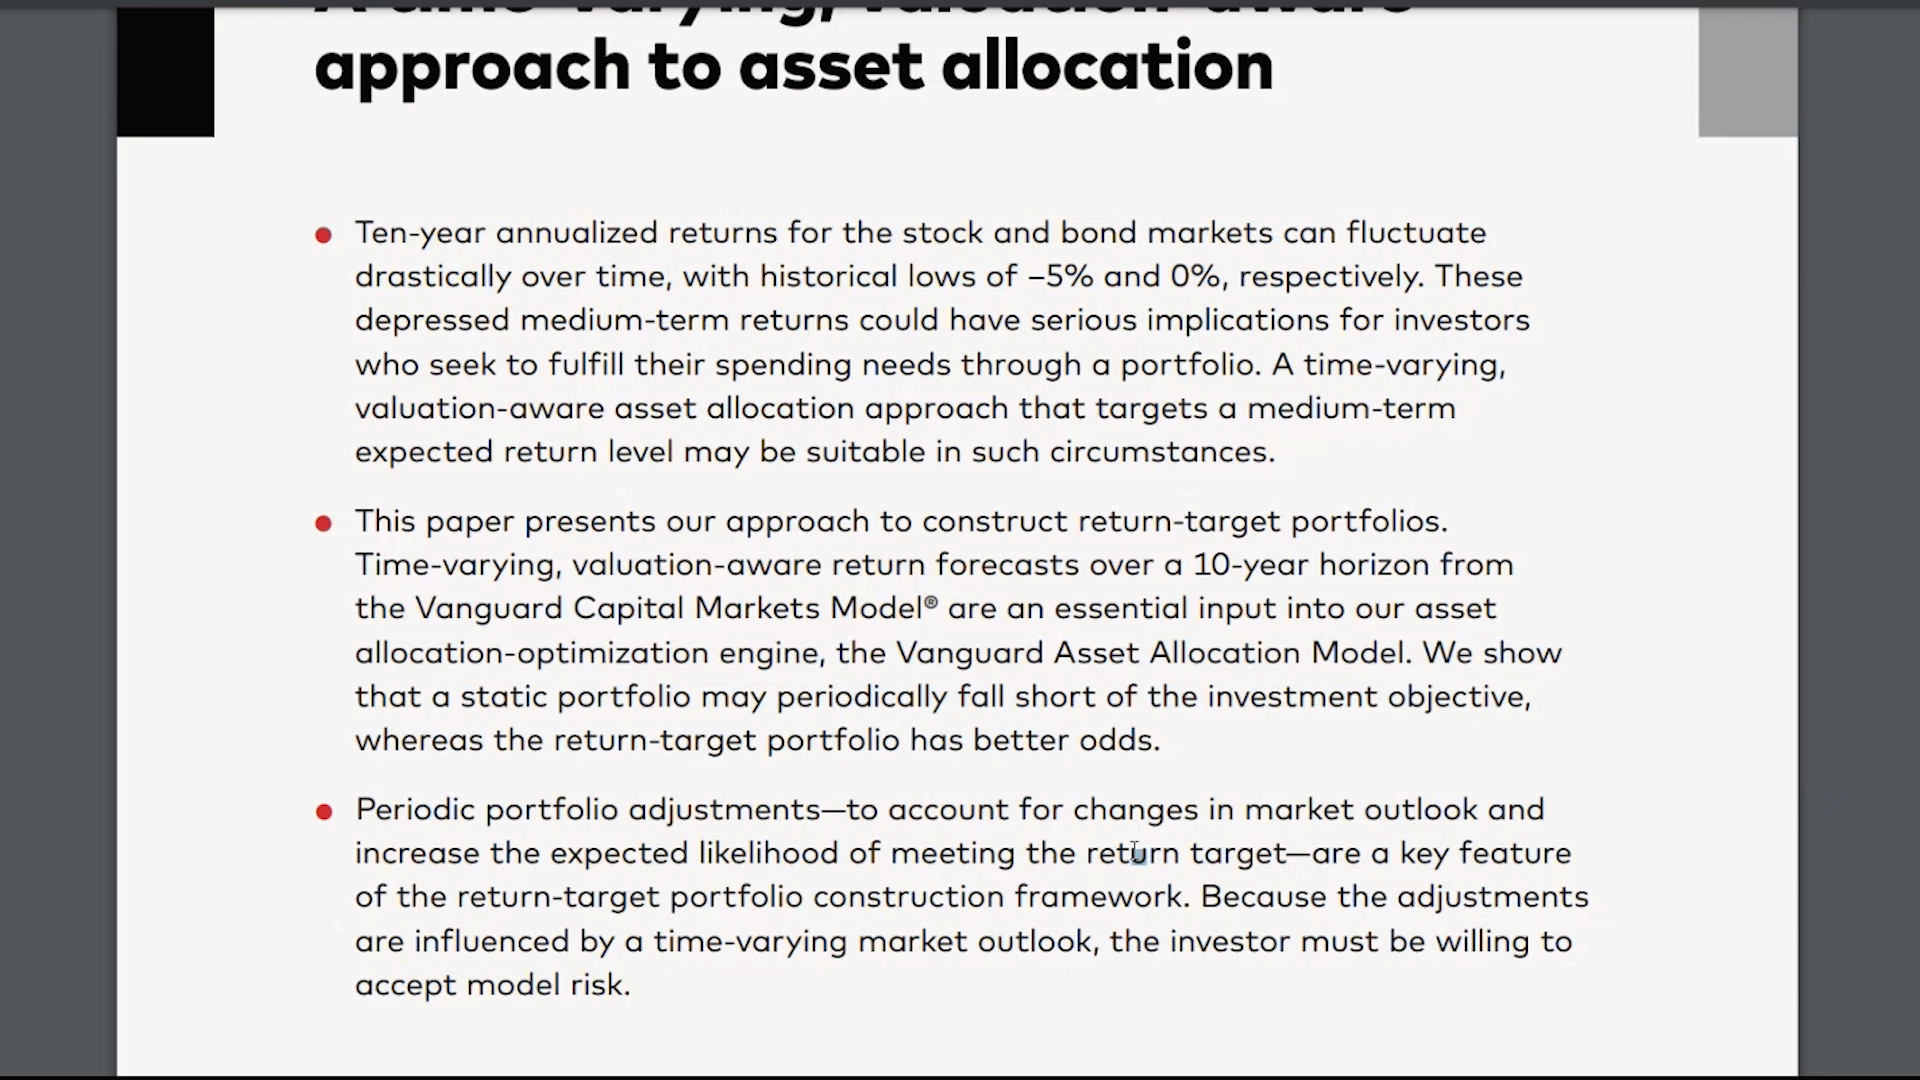 A time-varying, valuation-aware
approach to asset allocation
Ten-year annualized returns for the stock and bond markets can fluctuate
drastically over time, with historical lows of –5% and 0%, respectively. These
depressed medium-term returns could have serious implications for investors
who seek to fulfill their spending needs through a portfolio. A time-varying,
valuation-aware asset allocation approach that targets a medium-term
expected return level may be suitable in such circumstances.
This paper presents our approach to construct return-target portfolios.
Time-varying, valuation-aware return forecasts over a 10-year horizon from
the Vanguard Capital Markets Model® are an essential input into our asset
allocation-optimization engine, the Vanguard Asset Allocation Model. We show
that a static portfolio may periodically fall short of the investment objective,
whereas the return-target portfolio has better odds.
Periodic portfolio adjustments—to account for changes in market outlook and
increase the expected likelihood of meeting the return target—are a key feature
of the return-target portfolio construction framework. Because the adjustments
are influenced by a time-varying market outlook, the investor must be willing to
accept model risk.